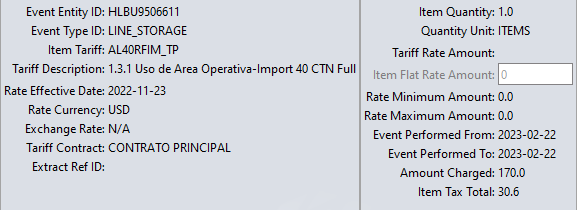 Event Entity ID: HLBU9506611
Event Type ID: LINE_STORAGE
Item Tariff: AL40RFIM_TP
Tariff Description: 1.3.1 Uso de Area Operativa-Import 40 CTN Full
Rate Effective Date: 2022-11-23
Rate Currency: USD
Exchange Rate: N/A
Tariff Contract: CONTRATO PRINCIPAL
Extract Ref ID:
Item Quantity: 1.0
Quantity Unit: ITEMS
Tariff Rate Amount:
Item Flat Rate Amount: 0
Rate Minimum Amount: 0.0
Rate Maximum Amount: 0.0
Event Performed From: 2023-02-22
Event Performed To: 2023-02-22
Amount Charged: 170.0
Item Tax Total: 30.6